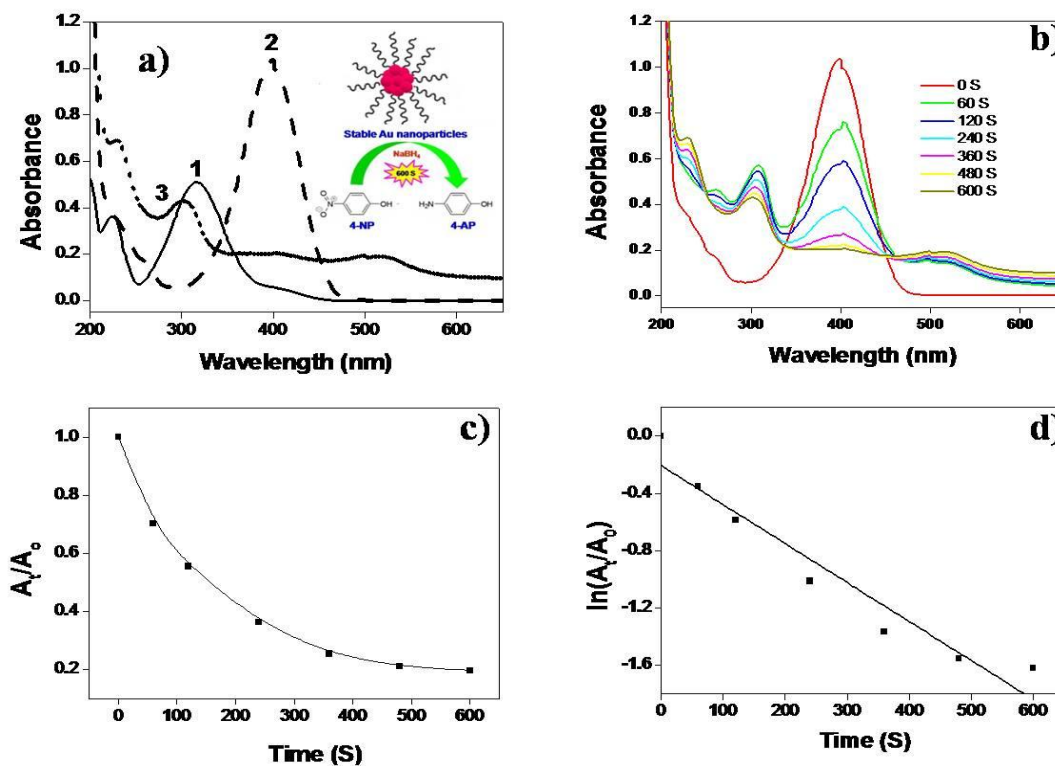 a)
1.2
1.0
0.8
0.6
0.4
0.2
0.0
200 300 400 500 600
Absorbance
Wavelength (nm)
1
2
3
Stable Au nanoparticles
NaBH₄
600 S
OH
4-NP
H₂N OH
4-AP
b)
1.2
1.0
0.8
0.6
0.4
0.2
0.0
200 300 400 500 600
Absorbance
Wavelength (nm)
0 S
60 S
120 S
240 S
360 S
480 S
600 S
c)
1.0
0.8
0.6
0.4
0.2
0 100 200 300 400 500 600
Aₜ/Aₒ
Time (S)
d)
0.0
-0.4
-0.8
-1.2
-1.6
0 100 200 300 400 500 600
ln(Aₜ/A₀)
Time (S)